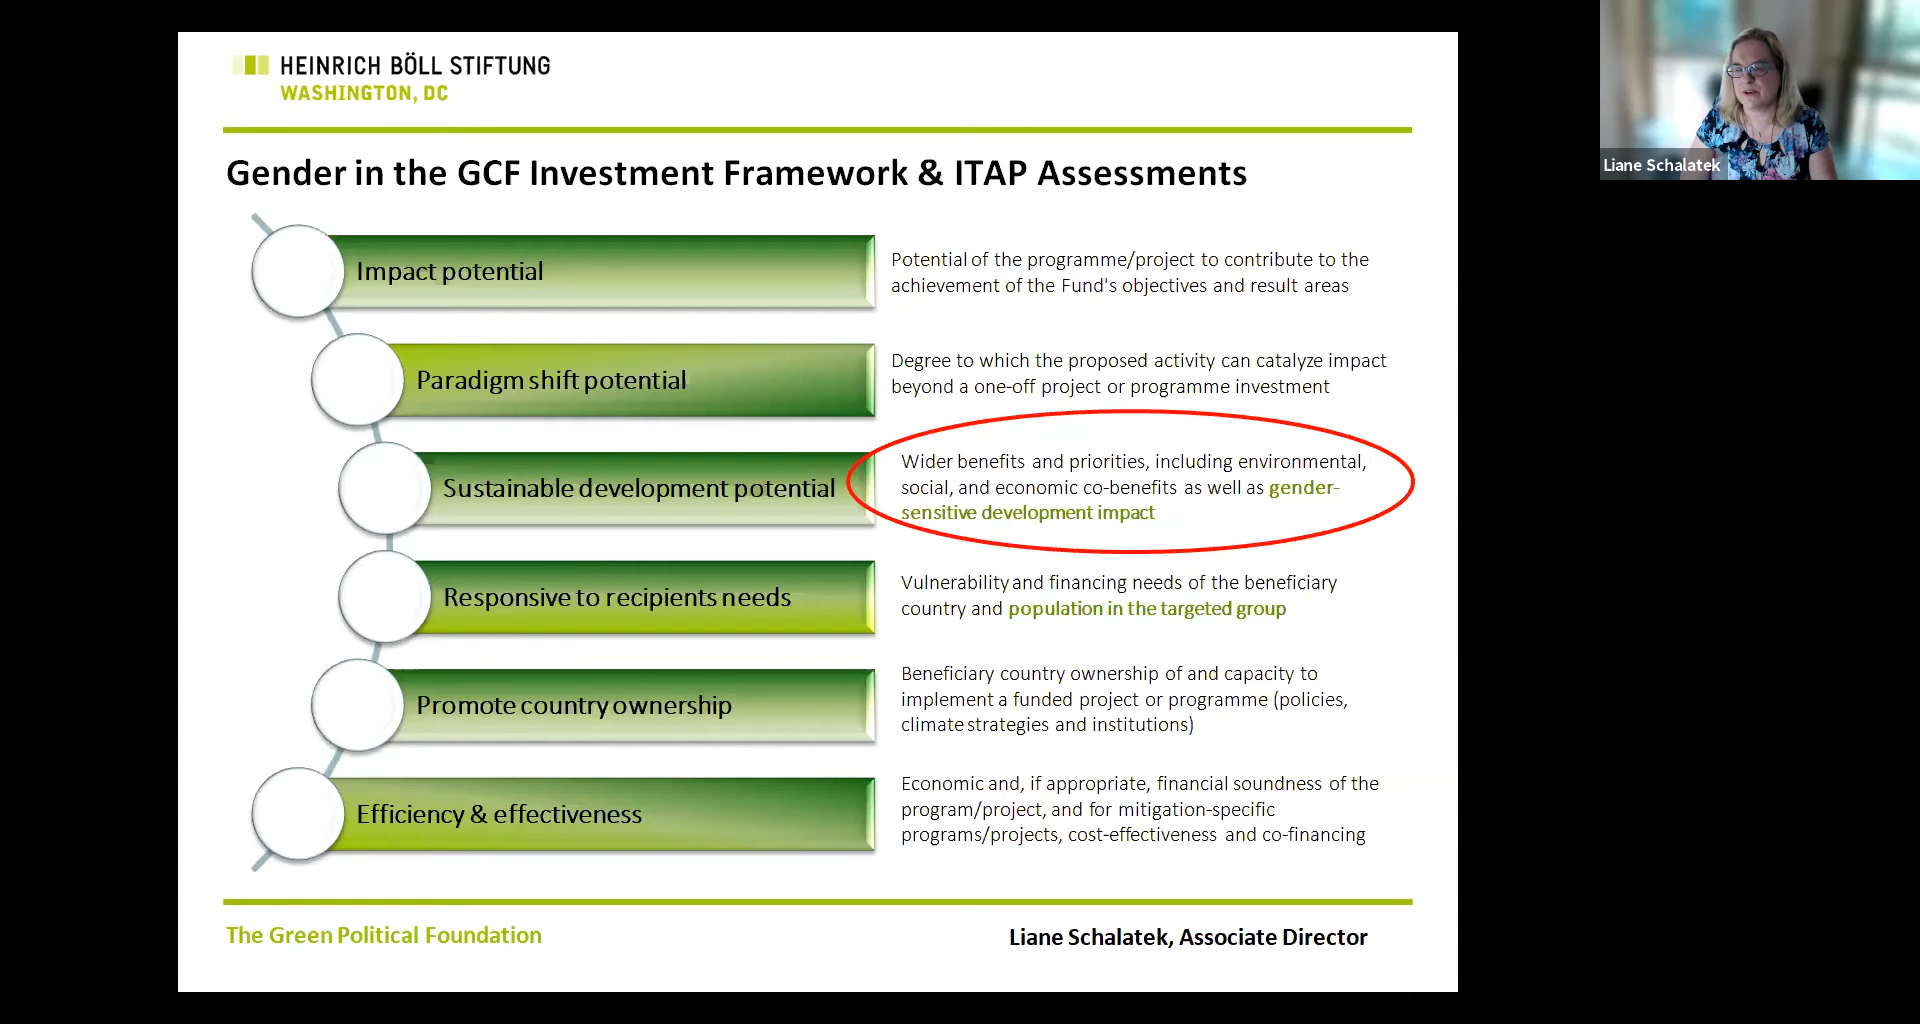 HEINRICH BÖLL STIFTUNG
WASHINGTON, DC
Gender in the GCF Investment Framework & ITAP Assessments
Impact potential
Potential of the programme/project to contribute to the
achievement of the Fund's objectives and result areas
Paradigm shift potential
Degree to which the proposed activity can catalyze impact
beyond a one-off project or programme investment
Sustainable development potential
Wider benefits and priorities, including environmental,
social, and economic co-benefits as well as gender-
sensitive development impact
Responsive to recipients needs
Vulnerability and financing needs of the beneficiary
country and population in the targeted group
Promote country ownership
Beneficiary country ownership of and capacity to
implement a funded project or programme (policies,
climate strategies and institutions)
Efficiency & effectiveness
Economic and, if appropriate, financial soundness of the
program/project, and for mitigation-specific
programs/projects, cost-effectiveness and co-financing
The Green Political Foundation
Liane Schalatek, Associate Director
Liane Schalatek